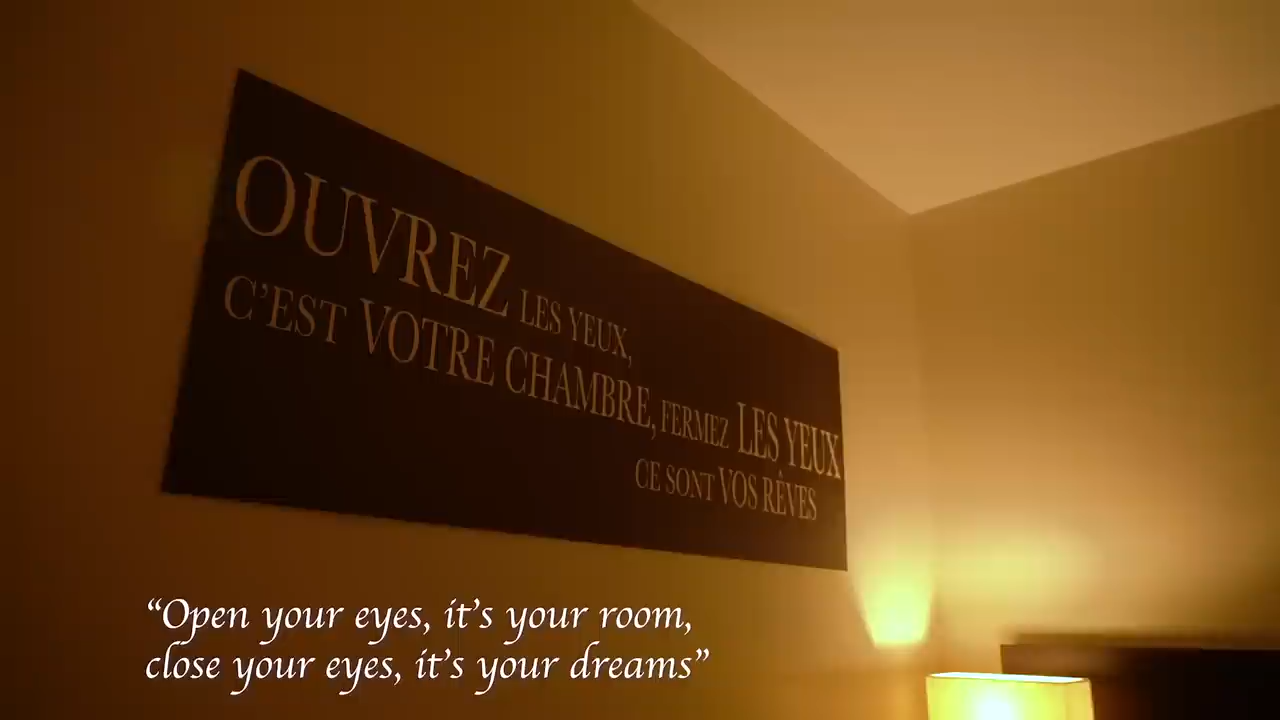 OUVREZ LES YEUX,
C'EST VOTRE CHAMBRE, FERMEZ LES YEUX
CE SONT VOS RÊVES
“Open your eyes, it's your room,
close your eyes, it's your dreams”